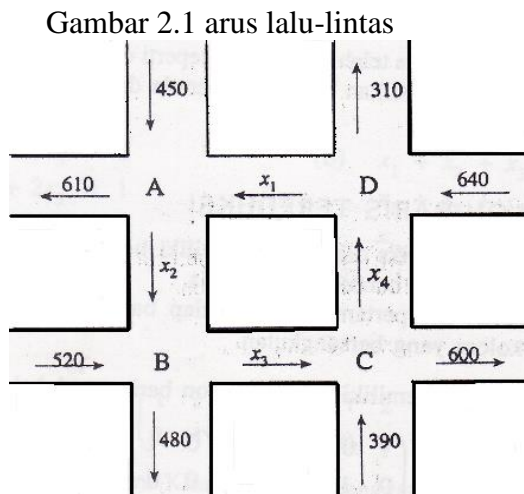 Gambar 2.1 arus lalu-lintas
450
310
610
A
x₁
D
640
x₂
x₄
520
B
x₃
C
600
480
390